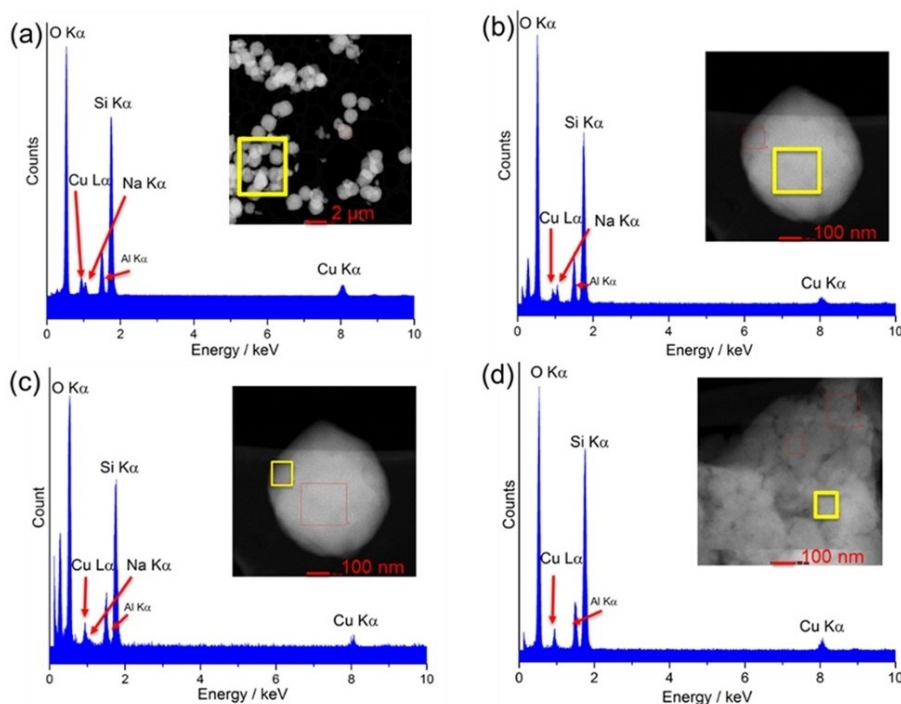 (a)
O Kα
Si Kα
Cu Lα
Na Kα
Al Kα
Cu Kα
Counts
0 2 4 6 8 10
Energy / keV
2 μm
(b)
O Kα
Si Kα
Cu Lα
Na Kα
Al Kα
Cu Kα
Counts
0 2 4 6 8 10
Energy / keV
100 nm
(c)
O Kα
Si Kα
Cu Lα
Na Kα
Al Kα
Cu Kα
Count
0 2 4 6 8 10
Energy / keV
100 nm
(d)
O Kα
Si Kα
Cu Lα
Al Kα
Cu Kα
Counts
0 2 4 6 8 10
Energy / keV
100 nm